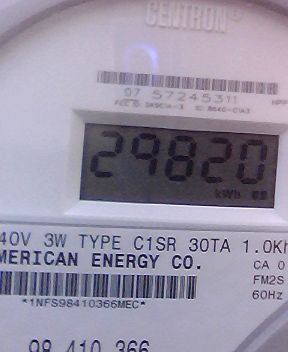 CENTRON®
07 57245311
29820
kWh
40V 3W TYPE C1SR 30TA 1.0Kh
MERICAN ENERGY CO.
CA 0
FM2S
60Hz
*1NFS98410366MEC*
98 410 366